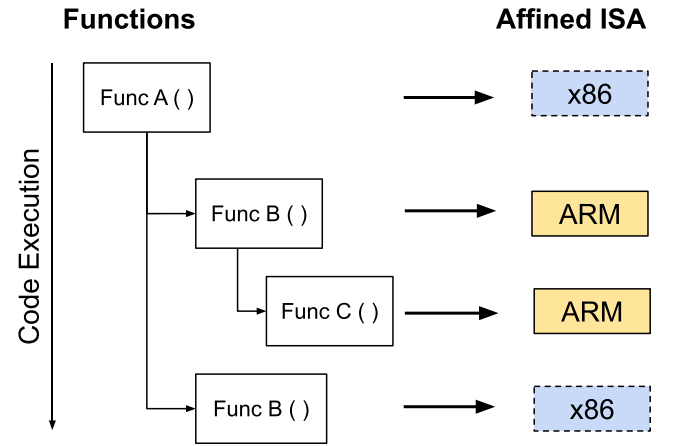 Functions
Affined ISA
Code Execution
Func A ( )
x86
Func B ( )
ARM
Func C ( )
ARM
Func B ( )
x86